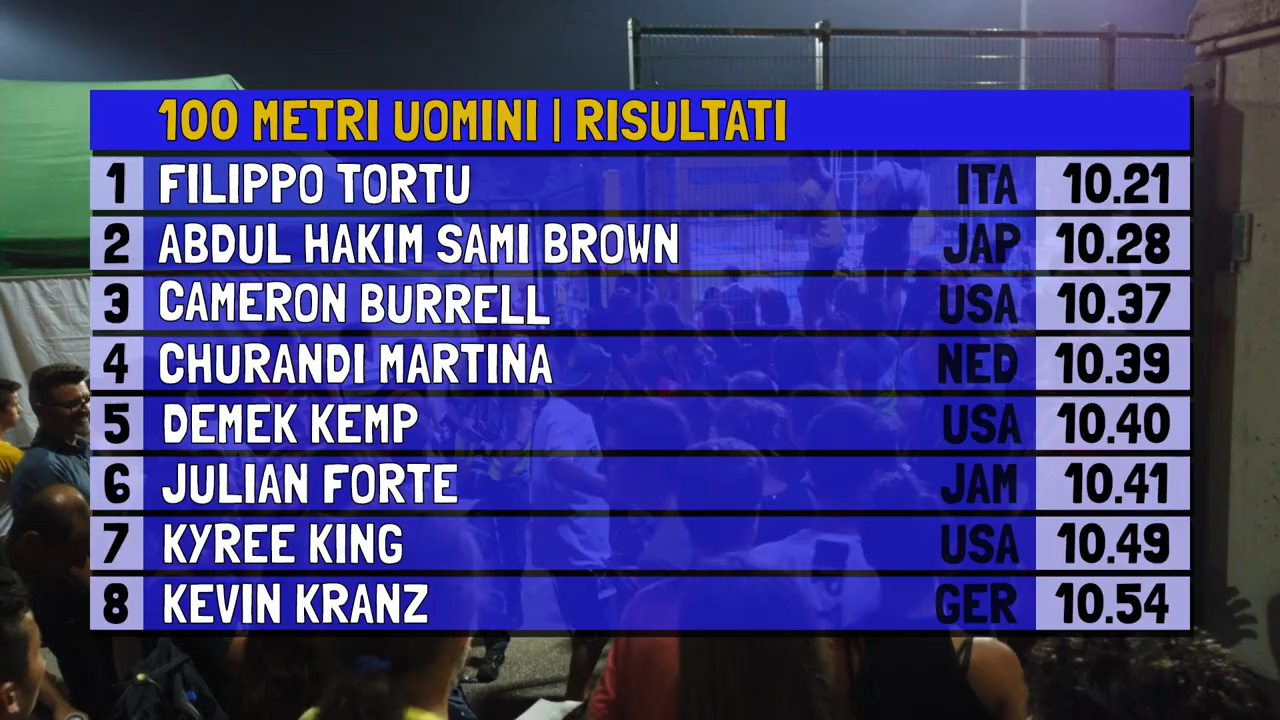 100 METRI UOMINI | RISULTATI
1 FILIPPO TORTU ITA 10.21
2 ABDUL HAKIM SAMI BROWN JAP 10.28
3 CAMERON BURRELL USA 10.37
4 CHURANDI MARTINA NED 10.39
5 DEMEK KEMP USA 10.40
6 JULIAN FORTE JAM 10.41
7 KYREE KING USA 10.49
8 KEVIN KRANZ GER 10.54